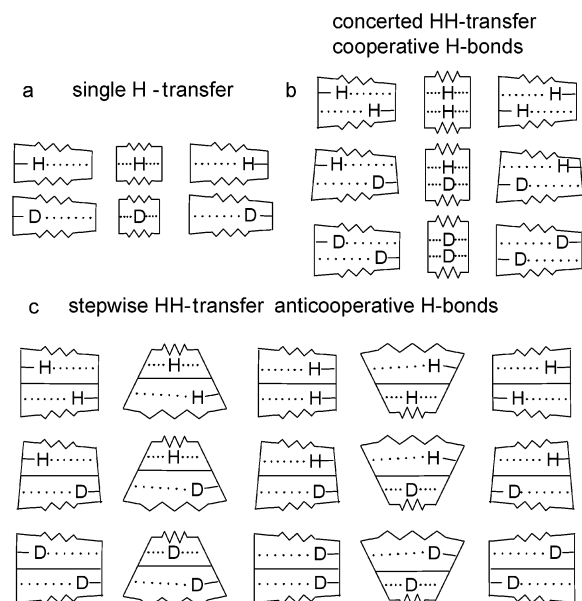 concerted HH-transfer
cooperative H-bonds
a single H -transfer
b
H H H
D D D
H H H
H H H
H H H
D D D
D D D
D D D
c stepwise HH-transfer anticooperative H-bonds
H H H H H
H H H H H
H H H H H
D D D D D
D D D D D
D D D D D